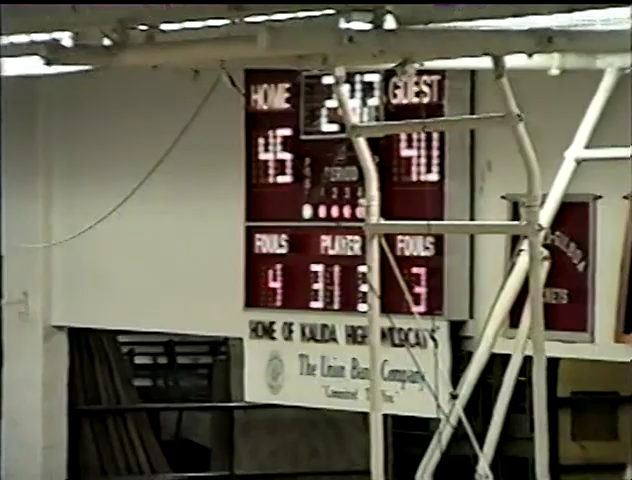 HOME GUEST
45 40
PERIOD
FOULS PLAYER FOULS
4 31 3
HOME OF KALIDA HIGH WILDCATS
The Union Bank Company